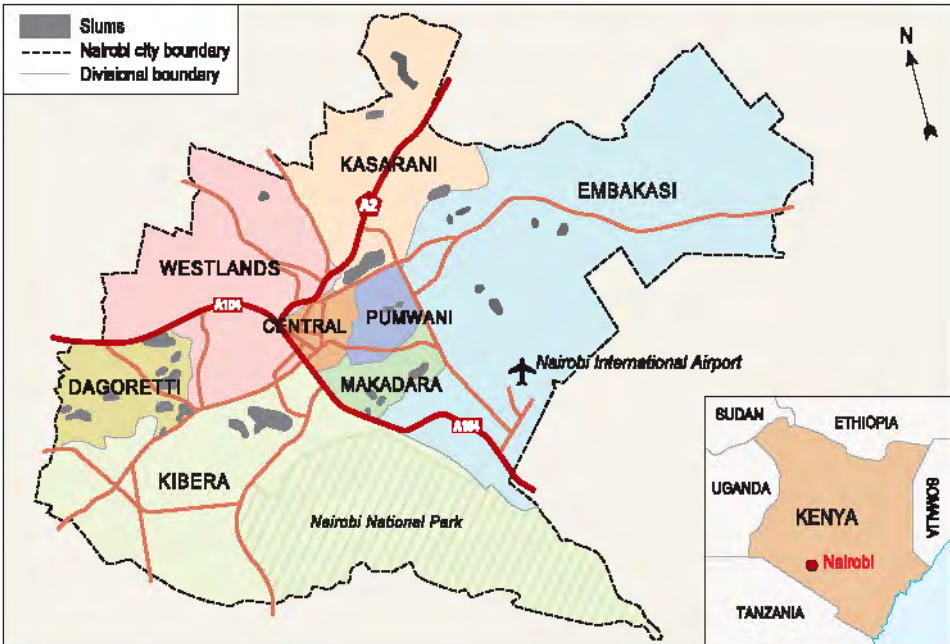 Slums
Nairobi city boundary
Divisional boundary
N
KASARANI
EMBAKASI
A2
WESTLANDS
A104
CENTRAL
PUMWANI
Nairobi International Airport
DAGORETTI
MAKADARA
A104
KIBERA
Nairobi National Park
SUDAN
ETHIOPIA
UGANDA
SOMALIA
KENYA
Nairobi
TANZANIA